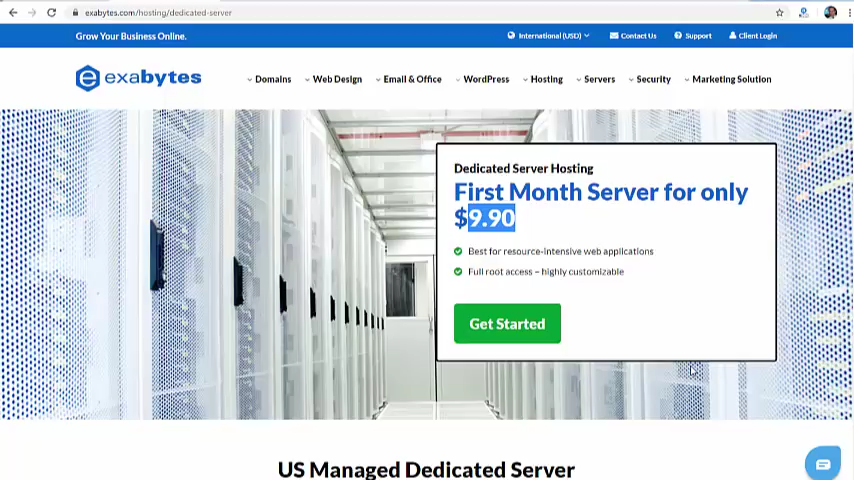 exabytes.com/hosting/dedicated-server
Grow Your Business Online.
International (USD)
Contact Us
Support
Client Login
exabytes
Domains
Web Design
Email & Office
WordPress
Hosting
Servers
Security
Marketing Solution
Dedicated Server Hosting
First Month Server for only
$9.90
Best for resource-intensive web applications
Full root access – highly customizable
Get Started
US Managed Dedicated Server